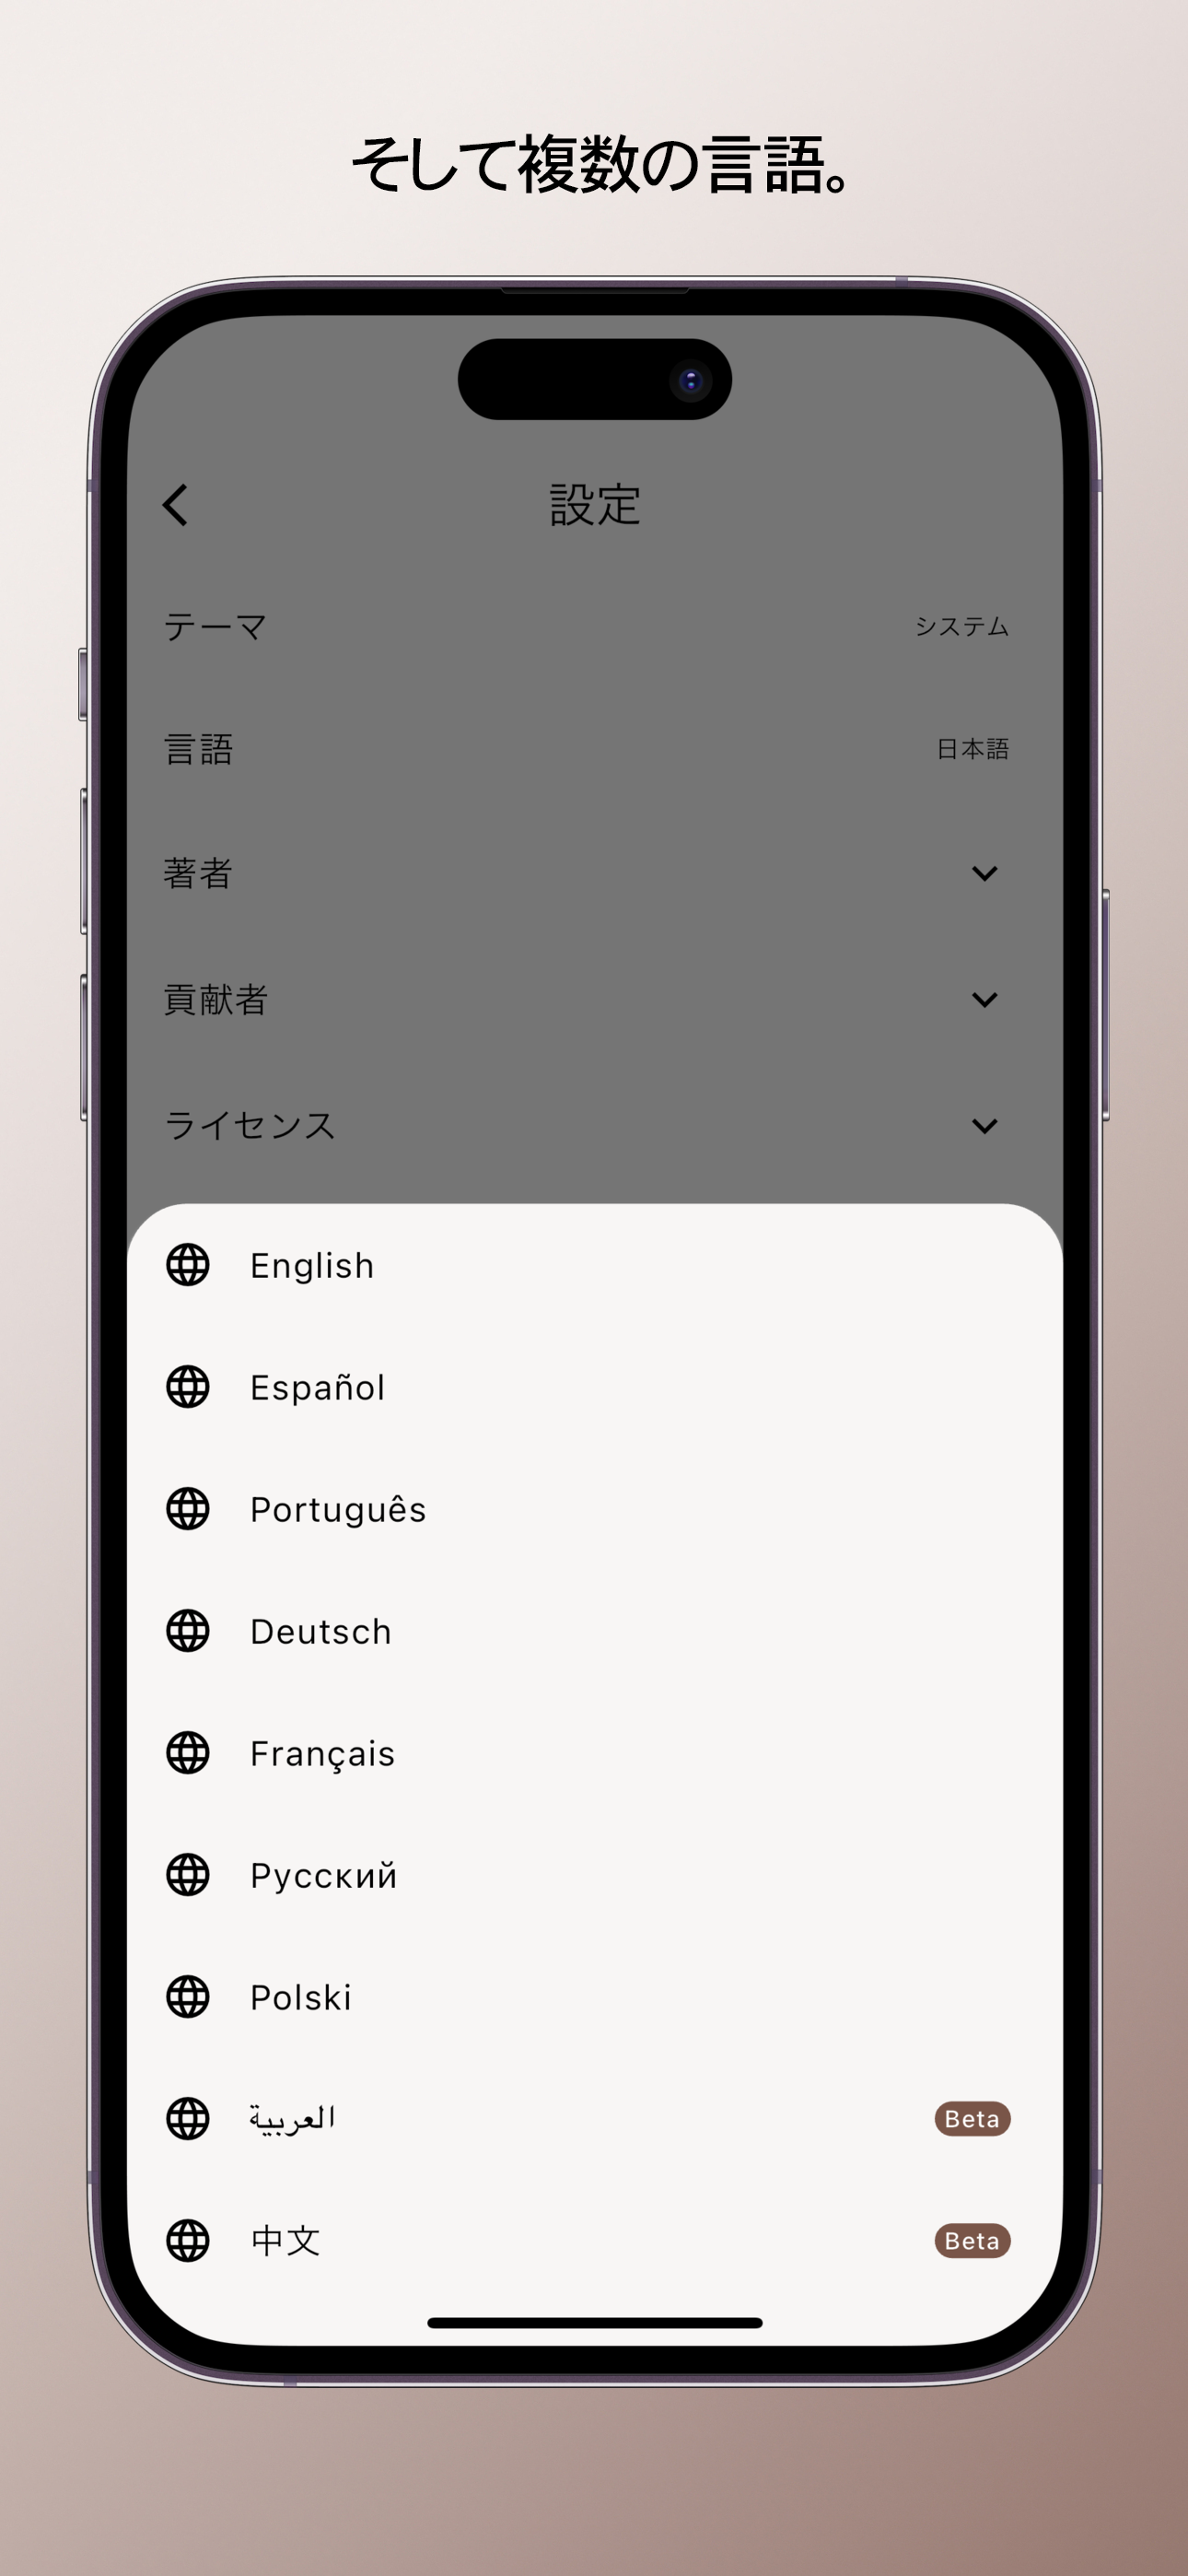 そして複数の言語。
設定
テーマ システム
言語 日本語
著者
貢献者
ライセンス
English
Español
Português
Deutsch
Français
Русский
Polski
العربية Beta
中文 Beta